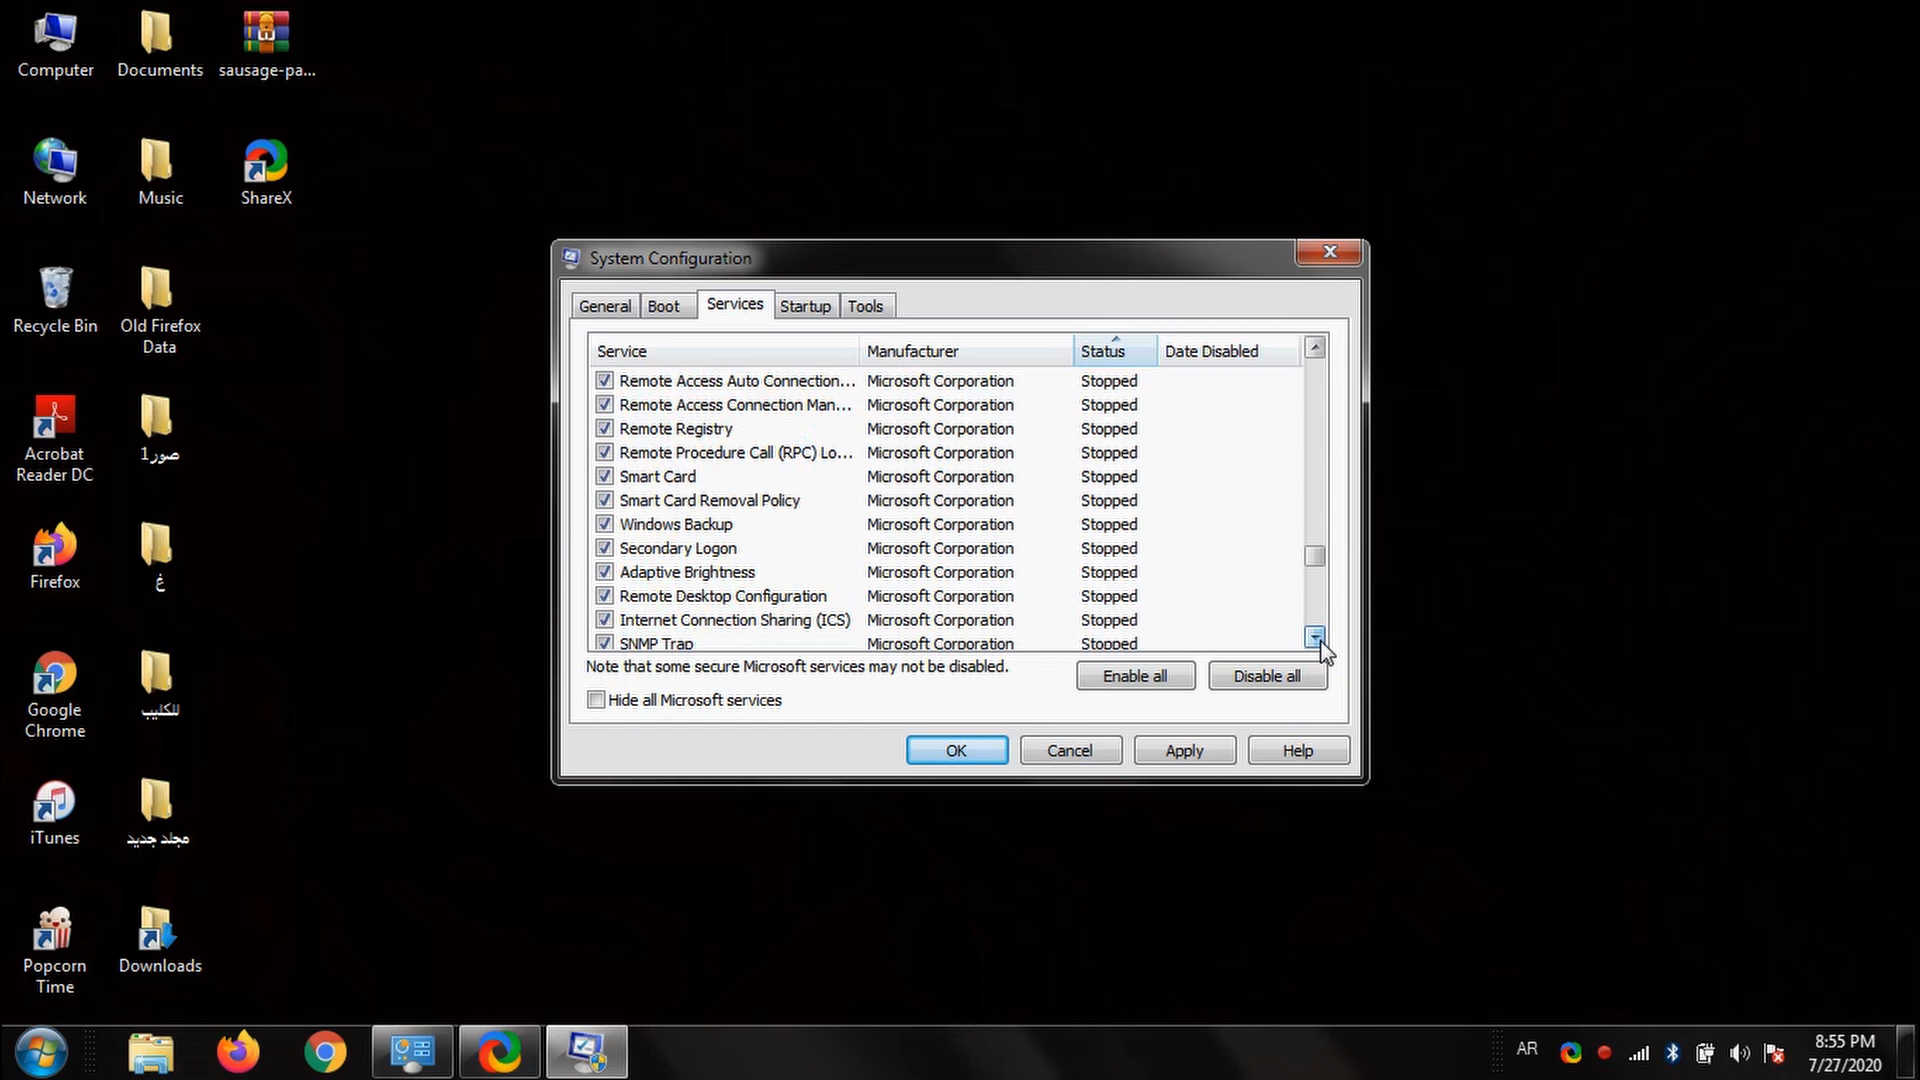 Computer
Documents
sausage-pa...
Network
Music
ShareX
Recycle Bin
Old Firefox
Data
Acrobat
Reader DC
صور1
Firefox
غ
Google
Chrome
للكليب
iTunes
مجلد جديد
Popcorn
Time
Downloads
System Configuration
General Boot Services Startup Tools
Service Manufacturer Status Date Disabled
Remote Access Auto Connection... Microsoft Corporation Stopped
Remote Access Connection Man... Microsoft Corporation Stopped
Remote Registry Microsoft Corporation Stopped
Remote Procedure Call (RPC) Lo... Microsoft Corporation Stopped
Smart Card Microsoft Corporation Stopped
Smart Card Removal Policy Microsoft Corporation Stopped
Windows Backup Microsoft Corporation Stopped
Secondary Logon Microsoft Corporation Stopped
Adaptive Brightness Microsoft Corporation Stopped
Remote Desktop Configuration Microsoft Corporation Stopped
Internet Connection Sharing (ICS) Microsoft Corporation Stopped
SNMP Trap Microsoft Corporation Stopped
Note that some secure Microsoft services may not be disabled.
Enable all Disable all
Hide all Microsoft services
OK Cancel Apply Help
AR
8:55 PM
7/27/2020